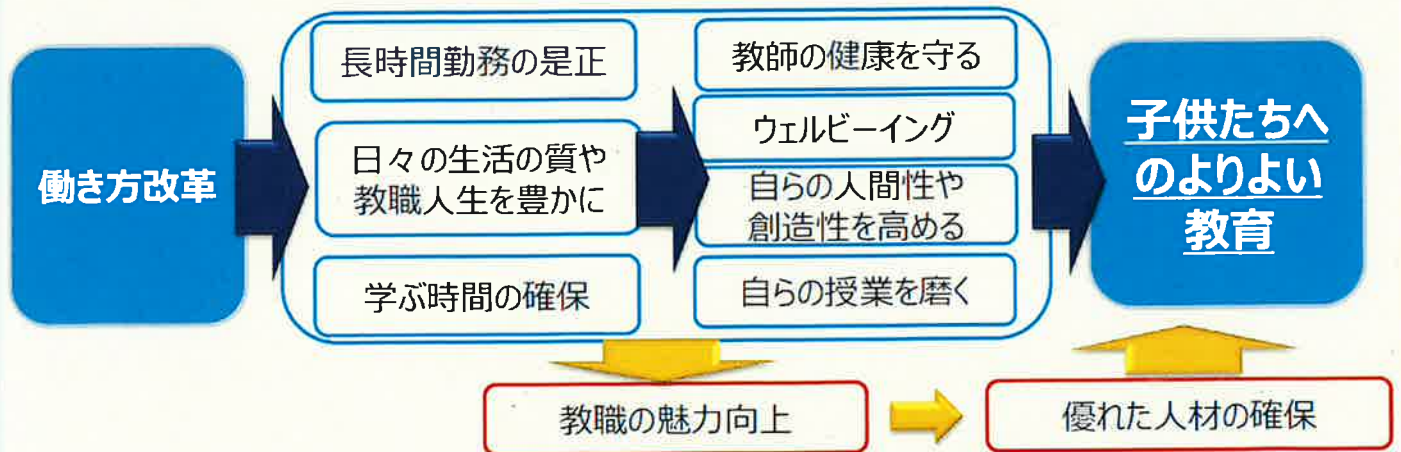 働き方改革
長時間勤務の是正
日々の生活の質や
教職人生を豊かに
学ぶ時間の確保
教師の健康を守る
ウェルビーイング
自らの人間性や
創造性を高める
自らの授業を磨く
子供たちへ
のよりよい
教育
教職の魅力向上
優れた人材の確保